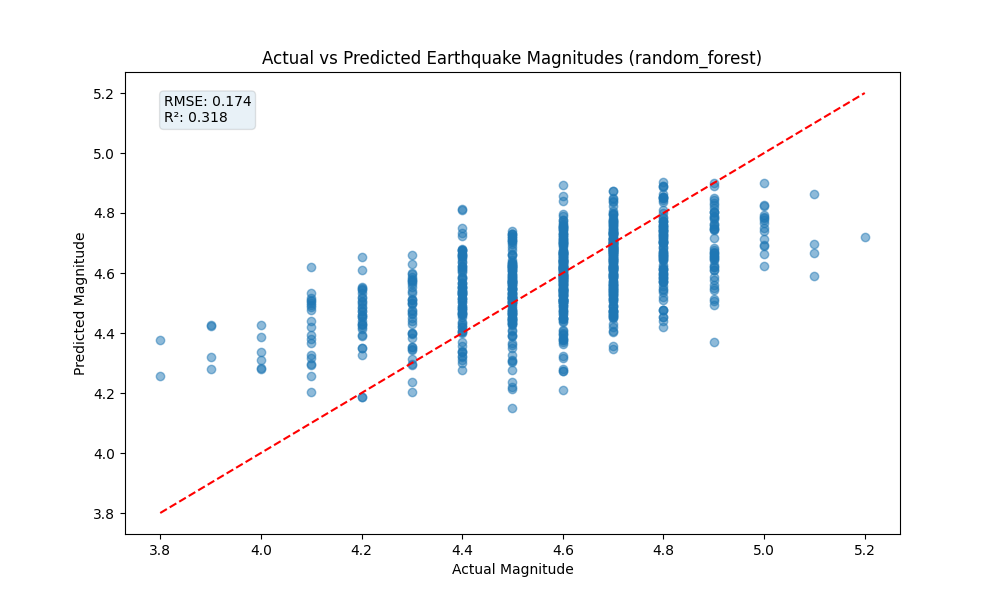 Actual vs Predicted Earthquake Magnitudes (random_forest)
RMSE: 0.174
R²: 0.318
Predicted Magnitude
5.2
5.0
4.8
4.6
4.4
4.2
4.0
3.8
3.8 4.0 4.2 4.4 4.6 4.8 5.0 5.2
Actual Magnitude